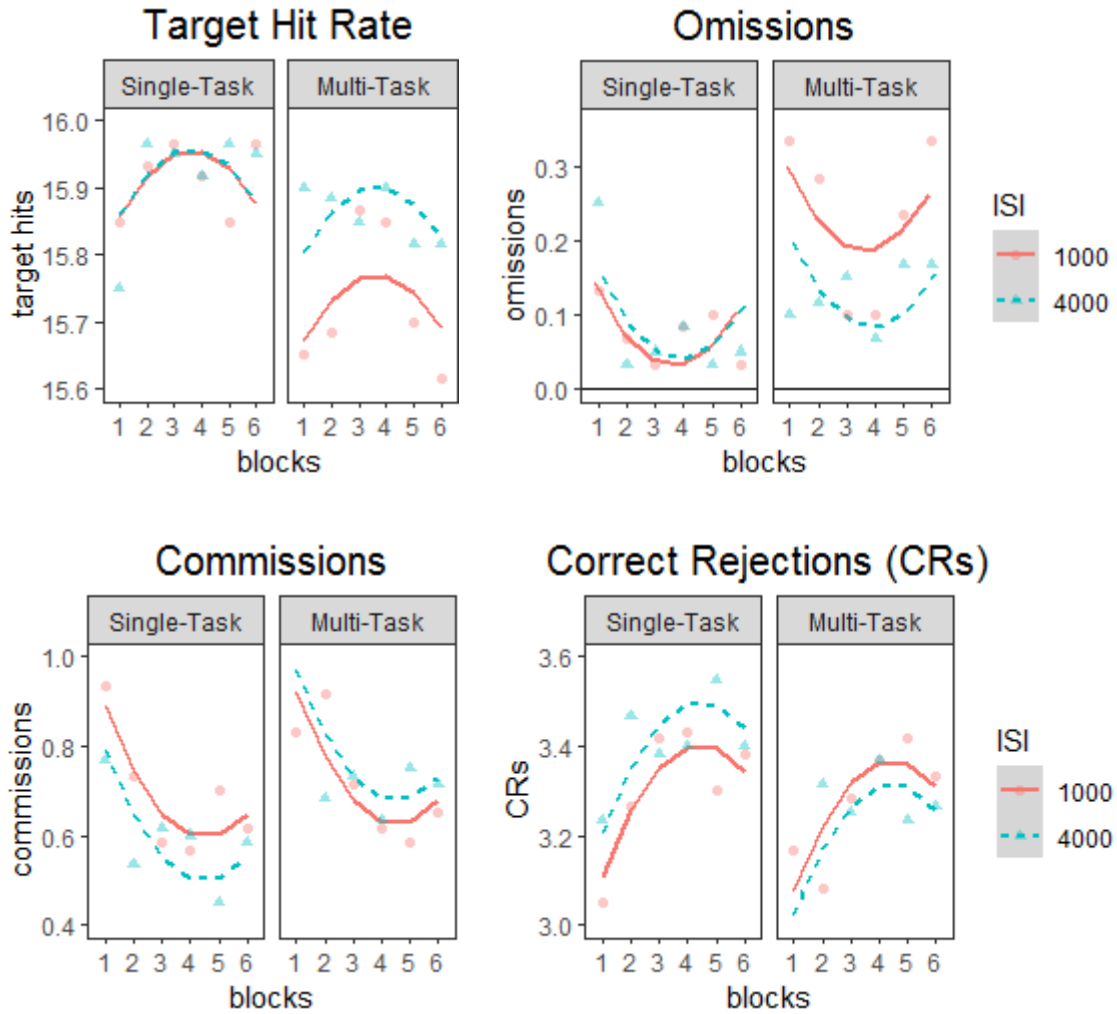 Target Hit Rate
Single-Task Multi-Task
target hits
16.0
15.9
15.8
15.7
15.6
1 2 3 4 5 6 1 2 3 4 5 6
blocks
Omissions
Single-Task Multi-Task
omissions
0.3
0.2
0.1
0.0
1 2 3 4 5 6 1 2 3 4 5 6
blocks
ISI
1000
4000
Commissions
Single-Task Multi-Task
commissions
1.0
0.8
0.6
0.4
1 2 3 4 5 6 1 2 3 4 5 6
blocks
Correct Rejections (CRs)
Single-Task Multi-Task
CRs
3.6
3.4
3.2
3.0
1 2 3 4 5 6 1 2 3 4 5 6
blocks
ISI
1000
4000